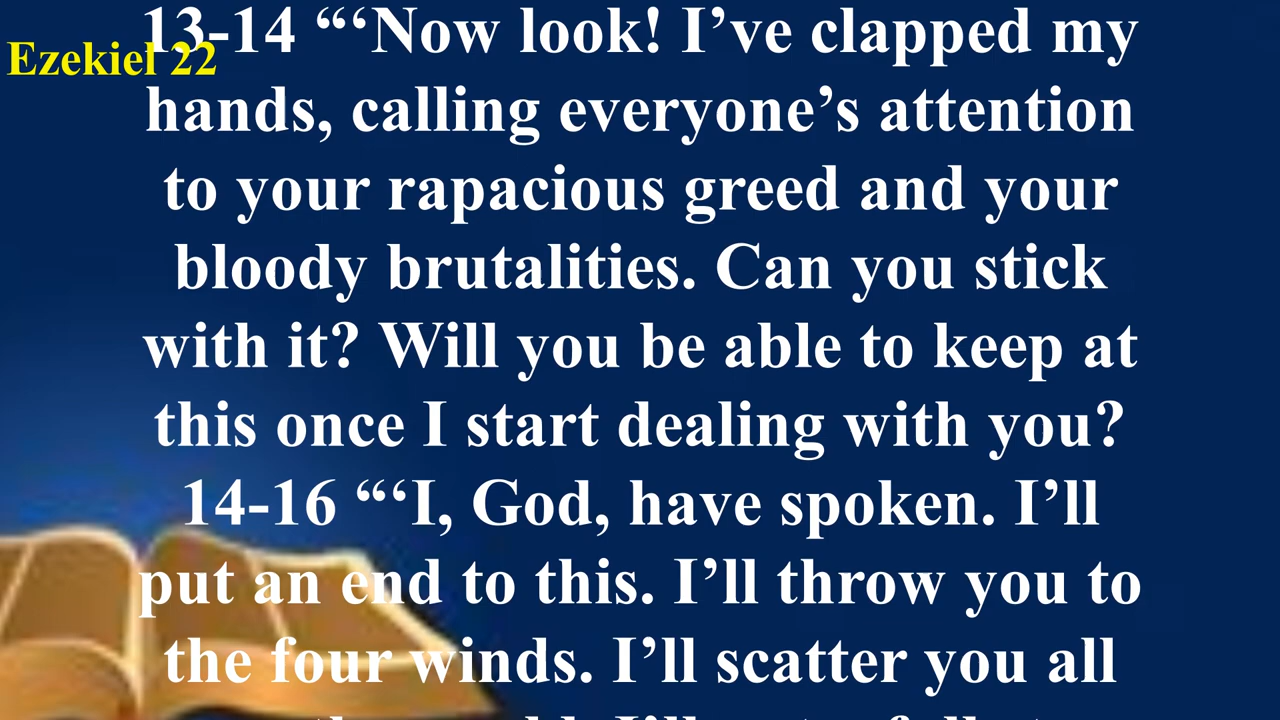 Ezekiel 22
13-14 “‘Now look! I’ve clapped my
hands, calling everyone’s attention
to your rapacious greed and your
bloody brutalities. Can you stick
with it? Will you be able to keep at
this once I start dealing with you?
14-16 “‘I, God, have spoken. I’ll
put an end to this. I’ll throw you to
the four winds. I’ll scatter you all